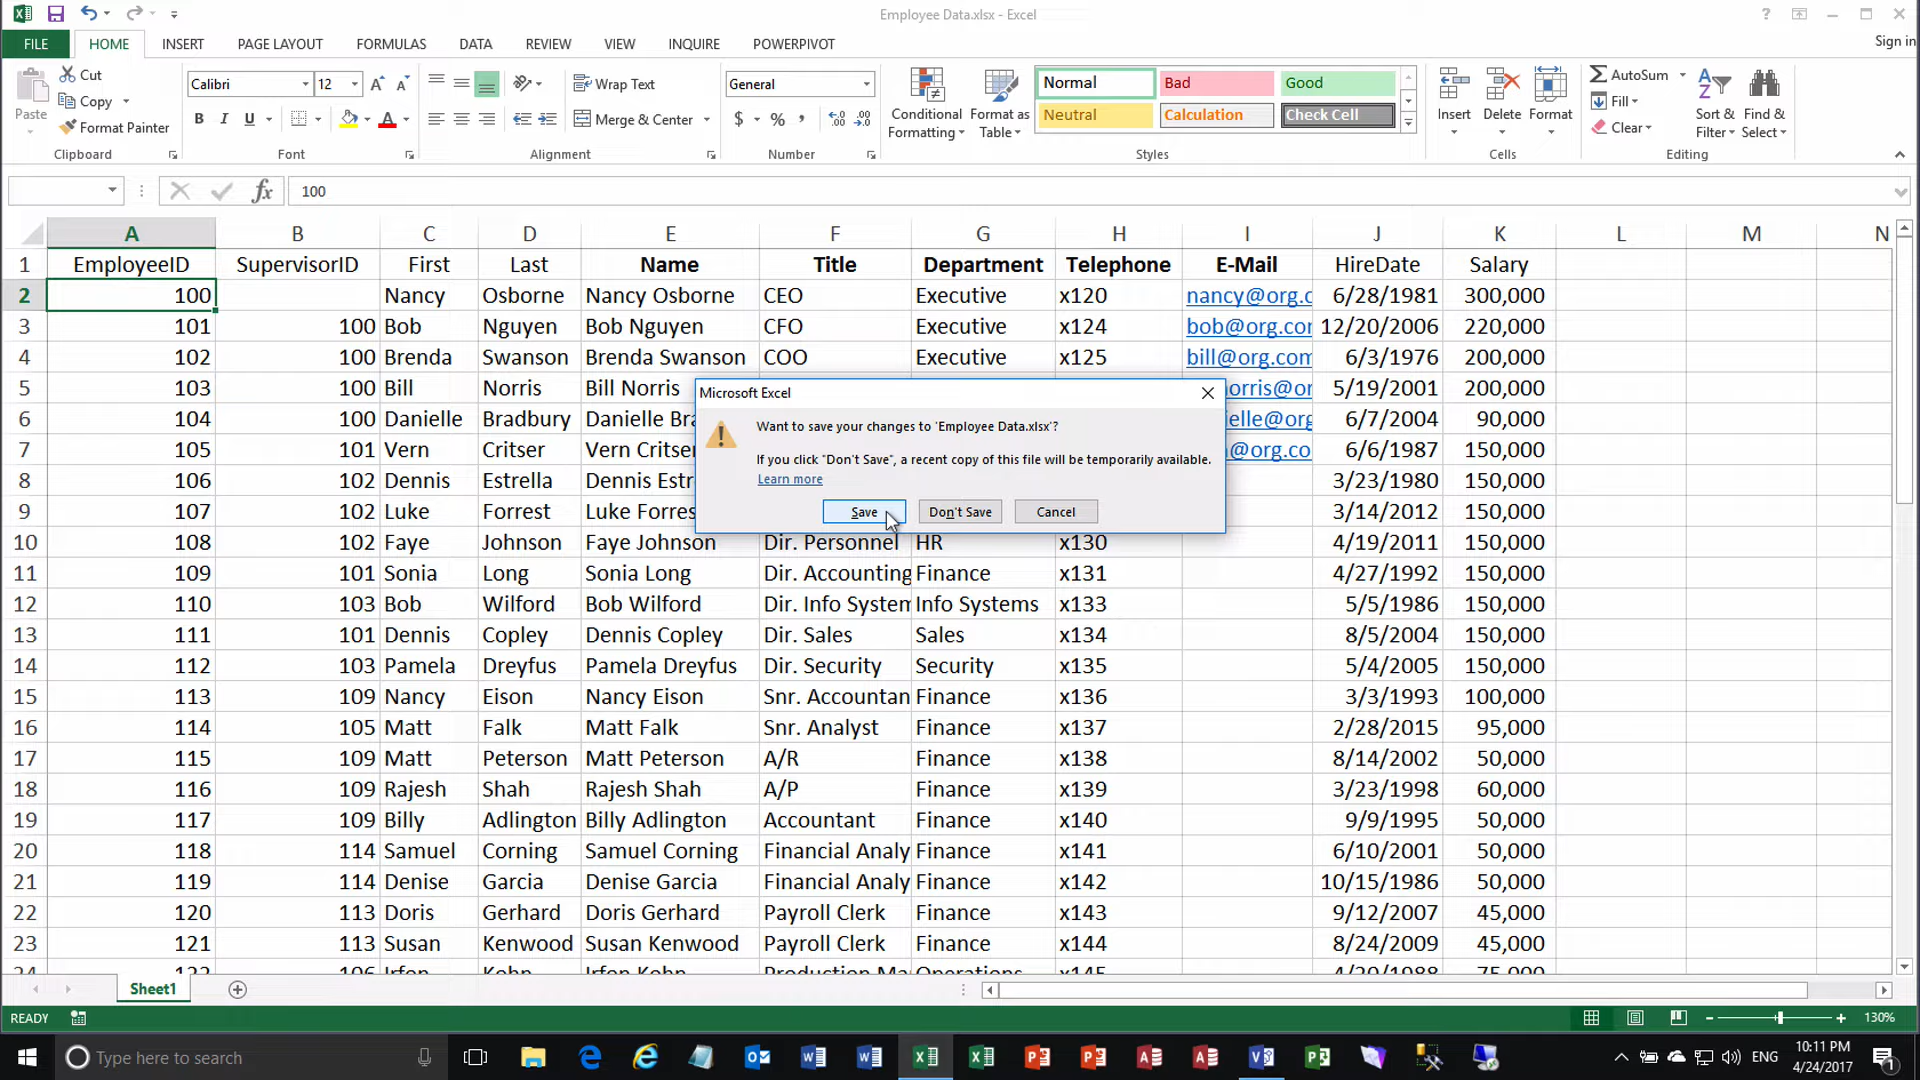 Employee Data.xlsx - Excel
?
FILE HOME INSERT PAGE LAYOUT FORMULAS DATA REVIEW VIEW INQUIRE POWERPIVOT Sign in
Paste Cut Copy Format Painter
Clipboard
Calibri 12
B I U
Font
Wrap Text
Merge & Center
Alignment
General
$ % ,
Number
Conditional Formatting
Format as Table
Normal Bad Good
Neutral Calculation Check Cell
Styles
Insert Delete Format
Cells
AutoSum
Fill
Clear
Sort & Filter
Find & Select
Editing
fx 100
A B C D E F G H I J K L M N
1 EmployeeID SupervisorID First Last Name Title Department Telephone E-Mail HireDate Salary
2 100 Nancy Osborne Nancy Osborne CEO Executive x120 nancy@org.c 6/28/1981 300,000
3 101 100 Bob Nguyen Bob Nguyen CFO Executive x124 bob@org.cor 12/20/2006 220,000
4 102 100 Brenda Swanson Brenda Swanson COO Executive x125 bill@org.com 6/3/1976 200,000
5 103 100 Bill Norris Bill Norris orris@or 5/19/2001 200,000
6 104 100 Danielle Bradbury Danielle Bra ielle@org 6/7/2004 90,000
7 105 101 Vern Critser Vern Critser @org.co 6/6/1987 150,000
8 106 102 Dennis Estrella Dennis Estr 3/23/1980 150,000
9 107 102 Luke Forrest Luke Forres 3/14/2012 150,000
10 108 102 Faye Johnson Faye Johnson Dir. Personnel HR x130 4/19/2011 150,000
11 109 101 Sonia Long Sonia Long Dir. Accounting Finance x131 4/27/1992 150,000
12 110 103 Bob Wilford Bob Wilford Dir. Info System Info Systems x133 5/5/1986 150,000
13 111 101 Dennis Copley Dennis Copley Dir. Sales Sales x134 8/5/2004 150,000
14 112 103 Pamela Dreyfus Pamela Dreyfus Dir. Security Security x135 5/4/2005 150,000
15 113 109 Nancy Eison Nancy Eison Snr. Accountan Finance x136 3/3/1993 100,000
16 114 105 Matt Falk Matt Falk Snr. Analyst Finance x137 2/28/2015 95,000
17 115 109 Matt Peterson Matt Peterson A/R Finance x138 8/14/2002 50,000
18 116 109 Rajesh Shah Rajesh Shah A/P Finance x139 3/23/1998 60,000
19 117 109 Billy Adlington Billy Adlington Accountant Finance x140 9/9/1995 50,000
20 118 114 Samuel Corning Samuel Corning Financial Analy Finance x141 6/10/2001 50,000
21 119 114 Denise Garcia Denise Garcia Financial Analy Finance x142 10/15/1986 50,000
22 120 113 Doris Gerhard Doris Gerhard Payroll Clerk Finance x143 9/12/2007 45,000
23 121 113 Susan Kenwood Susan Kenwood Payroll Clerk Finance x144 8/24/2009 45,000
24 122 106 Irfon Kohn Irfon Kohn Production Ma Operations x145 4/20/1988 75,000
Microsoft Excel
Want to save your changes to 'Employee Data.xlsx'?
If you click "Don't Save", a recent copy of this file will be temporarily available.
Learn more
Save Don't Save Cancel
Sheet1
READY 130%
Type here to search ENG 10:11 PM
4/24/2017 1